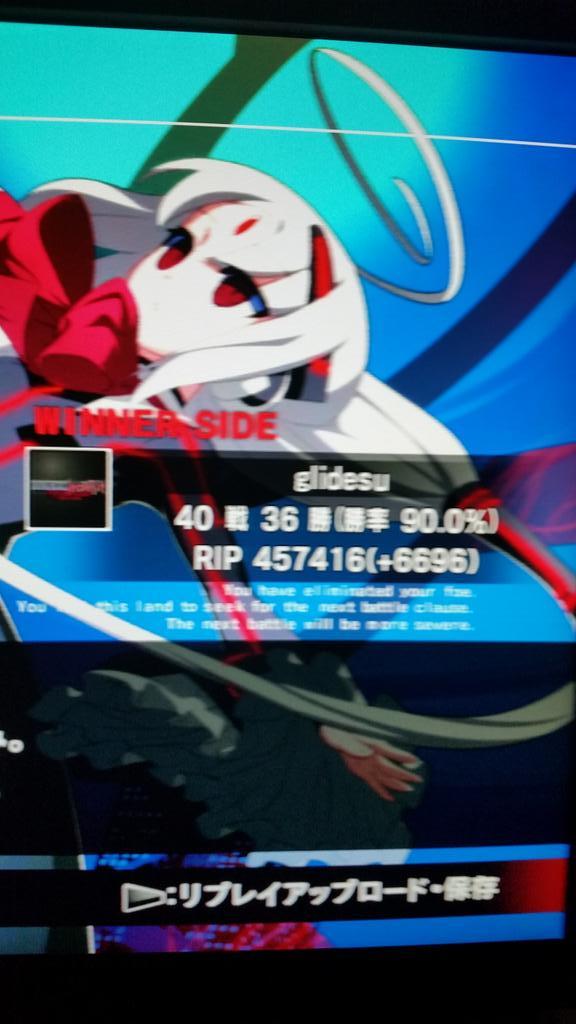 WINNER SIDE
glidesu
40 戦 36 勝(勝率 90.0%)
RIP 457416(+6696)
You have eliminated your foe.
You this land to seek for the next battle clause.
The next battle will be more severe.
。
:リプレイアップロード・保存